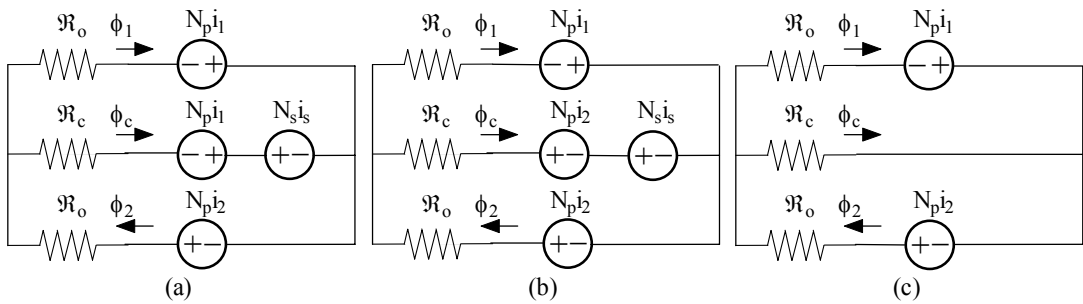 ℜo ϕ1 Npi1
− +
ℜc ϕc Npi1 Nsis
− + + −
ℜo ϕ2 Npi2
+ −
(a)
ℜo ϕ1 Npi1
− +
ℜc ϕc Npi2 Nsis
+ − + −
ℜo ϕ2 Npi2
+ −
(b)
ℜo ϕ1 Npi1
− +
ℜc ϕc
ℜo ϕ2 Npi2
+ −
(c)